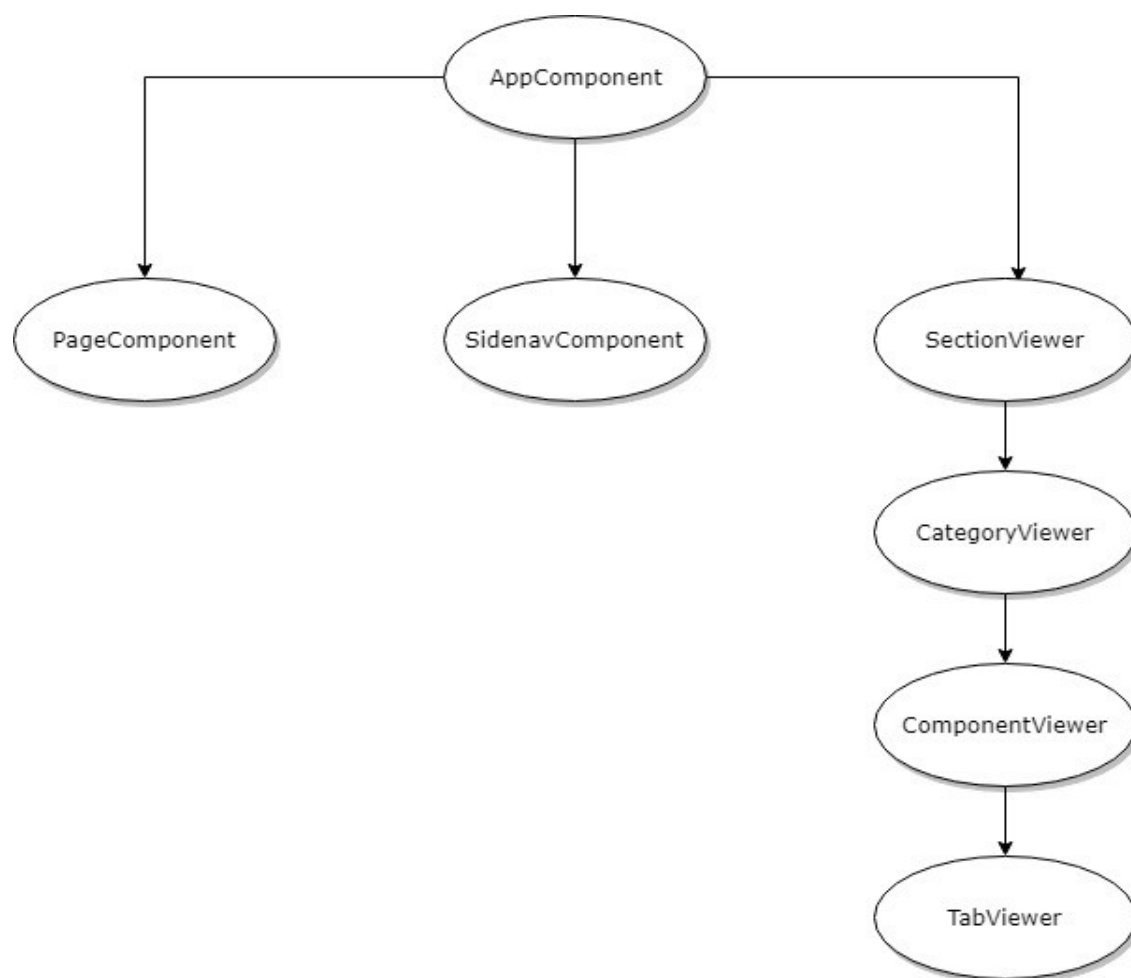 AppComponent
PageComponent
SidenavComponent
SectionViewer
CategoryViewer
ComponentViewer
TabViewer